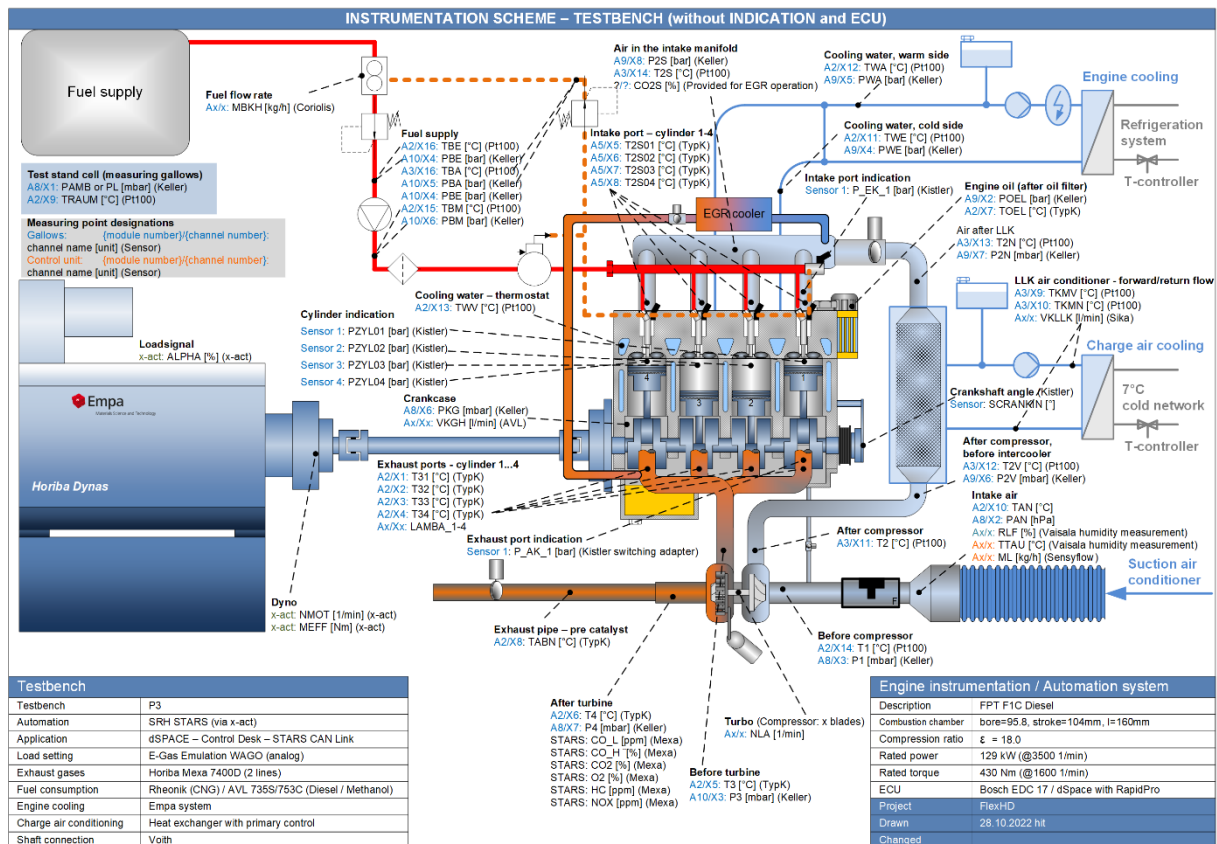 INSTRUMENTATION SCHEME – TESTBENCH (without INDICATION and ECU)
Fuel supply
Fuel flow rate
Ax/x: MBKH [kg/h] (Coriolis)
Test stand cell (measuring gallows)
A8/X1: PAMB or PL [mbar] (Keller)
A2/X9: TRAUM [°C] (Pt100)
Measuring point designations
Gallows: {module number}/{channel number}:
channel name [unit] (Sensor)
Control unit: {module number}/{channel number}:
channel name [unit] (Sensor)
Fuel supply
A2/X16: TBE [°C] (Pt100)
A10/X4: PBE [bar] (Keller)
A3/X16: TBA [°C] (Pt100)
A10/X5: PBA [bar] (Keller)
A10/X4: PBE [bar] (Keller)
A2/X15: TBM [°C] (Pt100)
A10/X6: PBM [bar] (Keller)
Air in the intake manifold
A9/X8: P2S [bar] (Keller)
A3/X14: T2S [°C] (Pt100)
?/?: CO2S [%] (Provided for EGR operation)
Intake port – cylinder 1-4
A5/X5: T2S01 [°C] (TypK)
A5/X6: T2S02 [°C] (TypK)
A5/X7: T2S03 [°C] (TypK)
A5/X8: T2S04 [°C] (TypK)
Cooling water, warm side
A2/X12: TWA [°C] (Pt100)
A9/X5: PWA [bar] (Keller)
Cooling water, cold side
A2/X11: TWE [°C] (Pt100)
A9/X4: PWE [bar] (Keller)
Intake port indication
Sensor 1: P_EK_1 [bar] (Kistler)
Engine cooling
Refrigeration
system
T-controller
Engine oil (after oil filter)
A9/X2: POEL [bar] (Keller)
A2/X7: TOEL [°C] (TypK)
Air after LLK
A3/X13: T2N [°C] (Pt100)
A9/X7: P2N [mbar] (Keller)
EGR cooler
LLK air conditioner - forward/return flow
A3/X9: TKMV [°C] (Pt100)
A3/X10: TKMN [°C] (Pt100)
Ax/x: VKLLK [l/min] (Sika)
Charge air cooling
7°C
cold network
T-controller
Cooling water – thermostat
A2/X13: TWV [°C] (Pt100)
Cylinder indication
Sensor 1: PZYL01 [bar] (Kistler)
Sensor 2: PZYL02 [bar] (Kistler)
Sensor 3: PZYL03 [bar] (Kistler)
Sensor 4: PZYL04 [bar] (Kistler)
4
3
2
1
Loadsignal
x-act: ALPHA [%] (x-act)
Empa
Materials Science and Technology
Horiba Dynas
Crankcase
A8/X6: PKG [mbar] (Keller)
Ax/Xx: VKGH [l/min] (AVL)
Crankshaft angle (Kistler)
Sensor: SCRANKIN [°]
Exhaust ports - cylinder 1...4
A2/X1: T31 [°C] (TypK)
A2/X2: T32 [°C] (TypK)
A2/X3: T33 [°C] (TypK)
A2/X4: T34 [°C] (TypK)
Ax/Xx: LAMBA_1-4
Exhaust port indication
Sensor 1: P_AK_1 [bar] (Kistler switching adapter)
After compressor,
before intercooler
A3/X12: T2V [°C] (Pt100)
A9/X6: P2V [mbar] (Keller)
Intake air
A2/X10: TAN [°C]
A8/X2: PAN [hPa]
Ax/x: RLF [%] (Vaisala humidity measurement)
Ax/x: TTAU [°C] (Vaisala humidity measurement)
Ax/x: ML [kg/h] (Sensyflow)
After compressor
A3/X11: T2 [°C] (Pt100)
F
Suction air
conditioner
Dyno
x-act: NMOT [1/min] (x-act)
x-act: MEFF [Nm] (x-act)
Exhaust pipe – pre catalyst
A2/X8: TABN [°C] (TypK)
Before compressor
A2/X14: T1 [°C] (Pt100)
A8/X3: P1 [mbar] (Keller)
After turbine
A2/X6: T4 [°C] (TypK)
A8/X7: P4 [mbar] (Keller)
STARS: CO_L [ppm] (Mexa)
STARS: CO_H [%] (Mexa)
STARS: CO2 [%] (Mexa)
STARS: O2 [%] (Mexa)
STARS: HC [ppm] (Mexa)
STARS: NOX [ppm] (Mexa)
Turbo (Compressor: x blades)
Ax/x: NLA [1/min]
Before turbine
A2/X5: T3 [°C] (TypK)
A10/X3: P3 [mbar] (Keller)
Testbench
Testbench P3
Automation SRH STARS (via x-act)
Application dSPACE – Control Desk – STARS CAN Link
Load setting E-Gas Emulation WAGO (analog)
Exhaust gases Horiba Mexa 7400D (2 lines)
Fuel consumption Rheonik (CNG) / AVL 735S/753C (Diesel / Methanol)
Engine cooling Empa system
Charge air conditioning Heat exchanger with primary control
Shaft connection Voith
Engine instrumentation / Automation system
Description FPT F1C Diesel
Combustion chamber bore=95.8, stroke=104mm, l=160mm
Compression ratio ε = 18.0
Rated power 129 kW (@3500 1/min)
Rated torque 430 Nm (@1600 1/min)
ECU Bosch EDC 17 / dSpace with RapidPro
Project FlexHD
Drawn 28.10.2022 hit
Changed